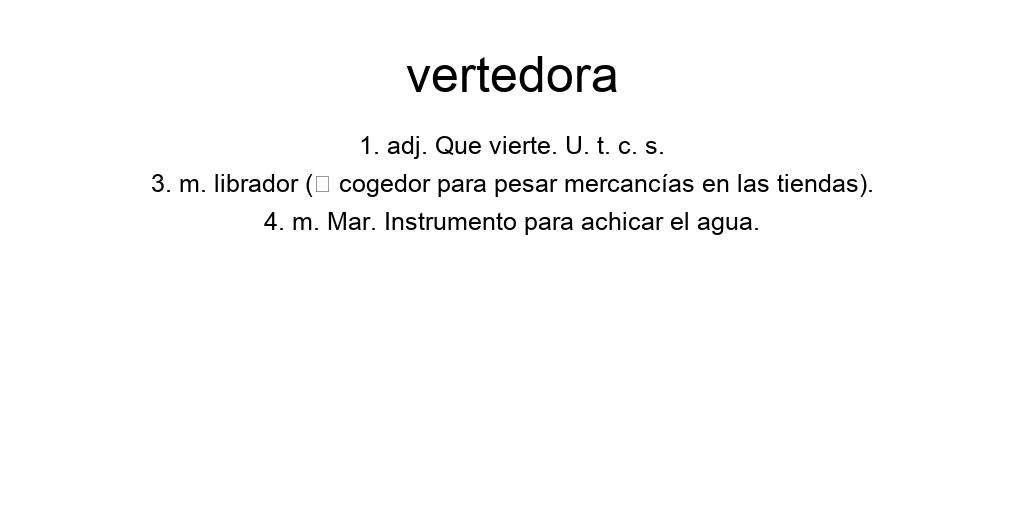 vertedora
1. adj. Que vierte. U. t. c. s.
3. m. librador (□ cogedor para pesar mercancías en las tiendas).
4. m. Mar. Instrumento para achicar el agua.